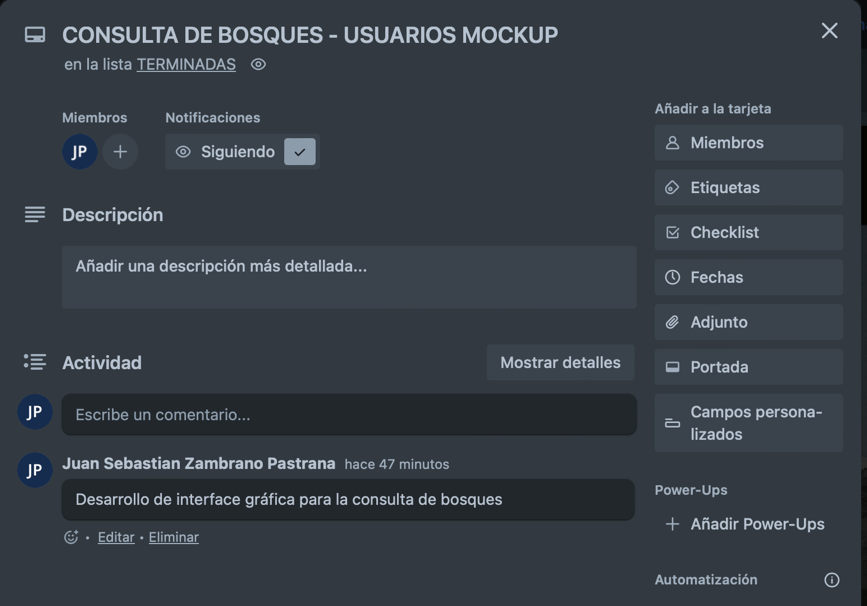 CONSULTA DE BOSQUES - USUARIOS MOCKUP
en la lista TERMINADAS
Miembros
Notificaciones
JP
Siguiendo
Descripción
Añadir una descripción más detallada...
Actividad
Mostrar detalles
JP
Escribe un comentario...
JP
Juan Sebastian Zambrano Pastrana hace 47 minutos
Desarrollo de interface gráfica para la consulta de bosques
• Editar • Eliminar
Añadir a la tarjeta
Miembros
Etiquetas
Checklist
Fechas
Adjunto
Portada
Campos persona-
lizados
Power-Ups
+ Añadir Power-Ups
Automatización